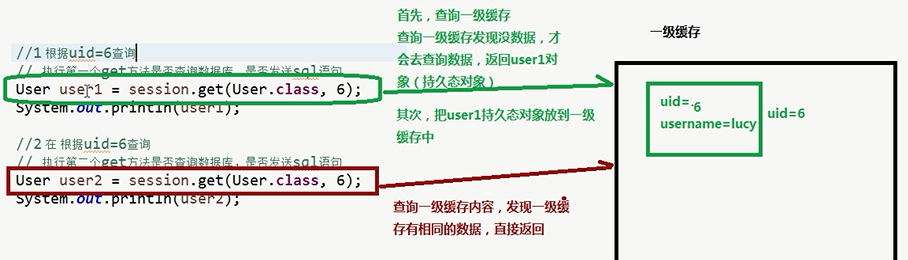 //1 根据uid=6查询
// 执行第一个get方法是否查询数据库，是否发送sql语句
User user1 = session.get(User.class, 6);
System.out.println(user1);
//2 在 根据uid=6查询
// 执行第二个get方法是否查询数据库，是否发送sql语句
User user2 = session.get(User.class, 6);
System.out.println(user2);
首先，查询一级缓存
查询一级缓存发现没数据，才
会去查询数据，返回user1对
象（持久态对象）
其次，把user1持久态对象放到一级
缓存中
查询一级缓存内容，发现一级缓
存有相同的数据，直接返回
一级缓存
uid=6
username=lucy
uid=6